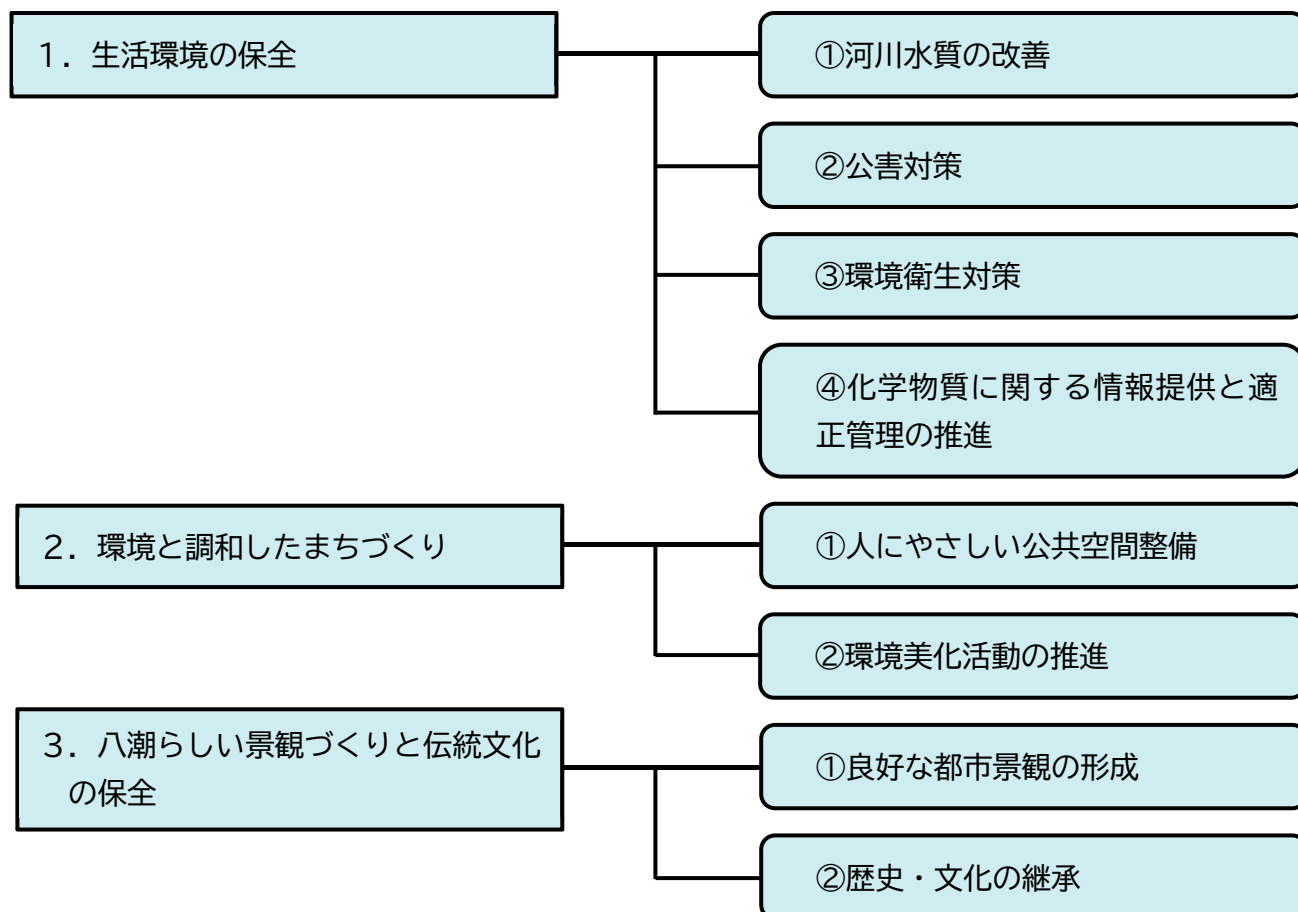 １．生活環境の保全
①河川水質の改善
②公害対策
③環境衛生対策
④化学物質に関する情報提供と適
正管理の推進
２．環境と調和したまちづくり
①人にやさしい公共空間整備
②環境美化活動の推進
３．八潮らしい景観づくりと伝統文化
の保全
①良好な都市景観の形成
②歴史・文化の継承